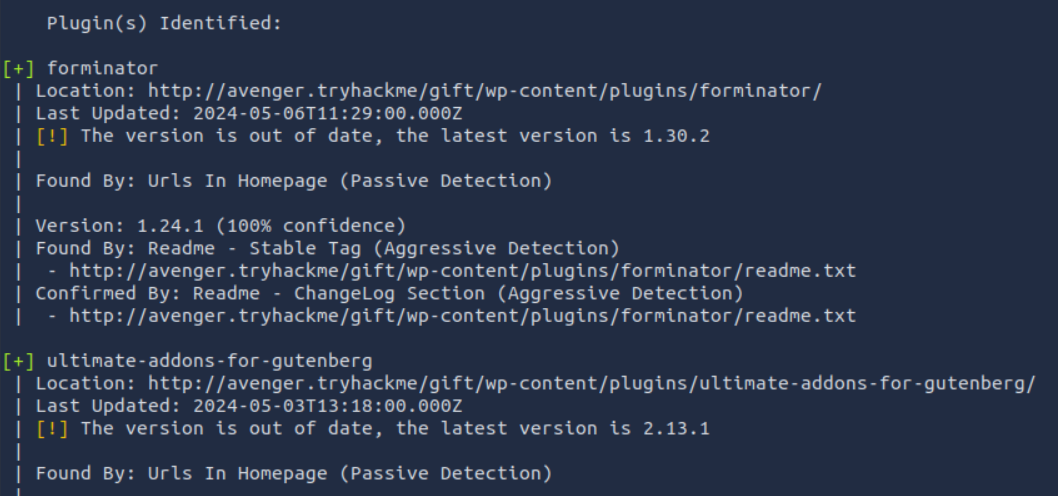 Plugin(s) Identified:
[+] forminator
| Location: http://avenger.tryhackme/gift/wp-content/plugins/forminator/
| Last Updated: 2024-05-06T11:29:00.000Z
| [!] The version is out of date, the latest version is 1.30.2
|
| Found By: Urls In Homepage (Passive Detection)
|
| Version: 1.24.1 (100% confidence)
| Found By: Readme - Stable Tag (Aggressive Detection)
|  - http://avenger.tryhackme/gift/wp-content/plugins/forminator/readme.txt
| Confirmed By: Readme - ChangeLog Section (Aggressive Detection)
|  - http://avenger.tryhackme/gift/wp-content/plugins/forminator/readme.txt
[+] ultimate-addons-for-gutenberg
| Location: http://avenger.tryhackme/gift/wp-content/plugins/ultimate-addons-for-gutenberg/
| Last Updated: 2024-05-03T13:18:00.000Z
| [!] The version is out of date, the latest version is 2.13.1
|
| Found By: Urls In Homepage (Passive Detection)
|